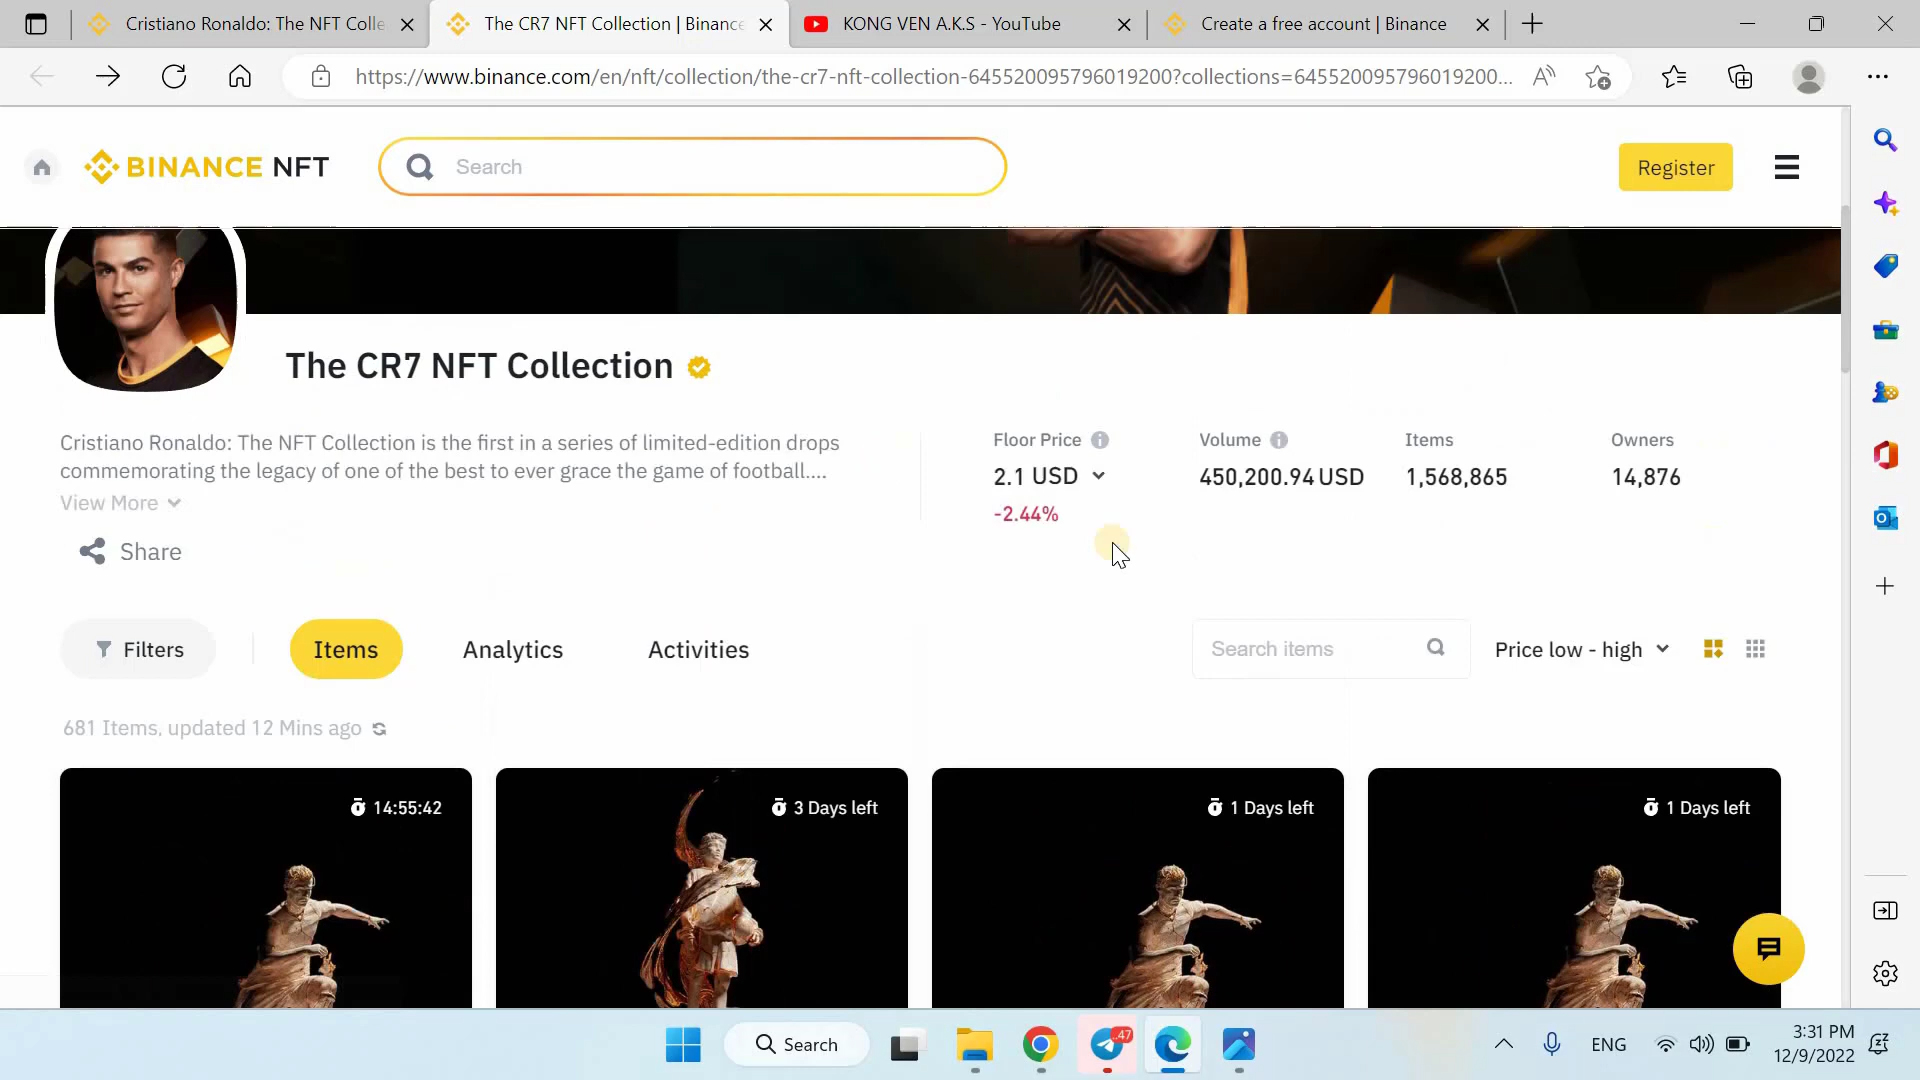 Cristiano Ronaldo: The NFT Colle
The CR7 NFT Collection | Binance
KONG VEN A.K.S - YouTube
Create a free account | Binance
https://www.binance.com/en/nft/collection/the-cr7-nft-collection-645520095796019200?collections=645520095796019200...
BINANCE NFT
Search
Register
The CR7 NFT Collection
Cristiano Ronaldo: The NFT Collection is the first in a series of limited-edition drops
commemorating the legacy of one of the best to ever grace the game of football....
View More
Share
Floor Price
2.1 USD
-2.44%
Volume
450,200.94 USD
Items
1,568,865
Owners
14,876
Filters
Items
Analytics
Activities
Search items
Price low - high
681 Items, updated 12 Mins ago
14:55:42
3 Days left
1 Days left
1 Days left
Search
.47
ENG
3:31 PM
12/9/2022